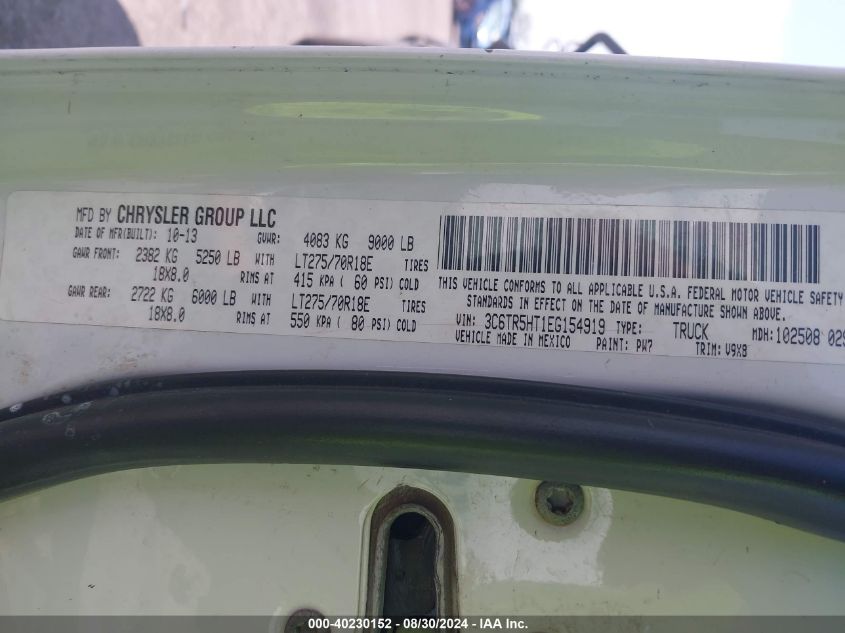 MFD BY CHRYSLER GROUP LLC
DATE OF MFR(BUILT): 10-13 GVWR: 4083 KG 9000 LB
GAWR FRONT: 2382 KG 5250 LB WITH LT275/70R18E TIRES
18X8.0 RIMS AT 415 KPA ( 60 PSI) COLD
GAWR REAR: 2722 KG 6000 LB WITH LT275/70R18E TIRES
18X8.0 RIMS AT 550 KPA ( 80 PSI) COLD
THIS VEHICLE CONFORMS TO ALL APPLICABLE U.S.A. FEDERAL MOTOR VEHICLE SAFETY
STANDARDS IN EFFECT ON THE DATE OF MANUFACTURE SHOWN ABOVE.
VIN: 3C6TR5HT1EG154919 TYPE: TRUCK MDH:102508 029
VEHICLE MADE IN MEXICO PAINT: PW7 TRIM: V9X8
000-40230152 - 08/30/2024 - IAA Inc.